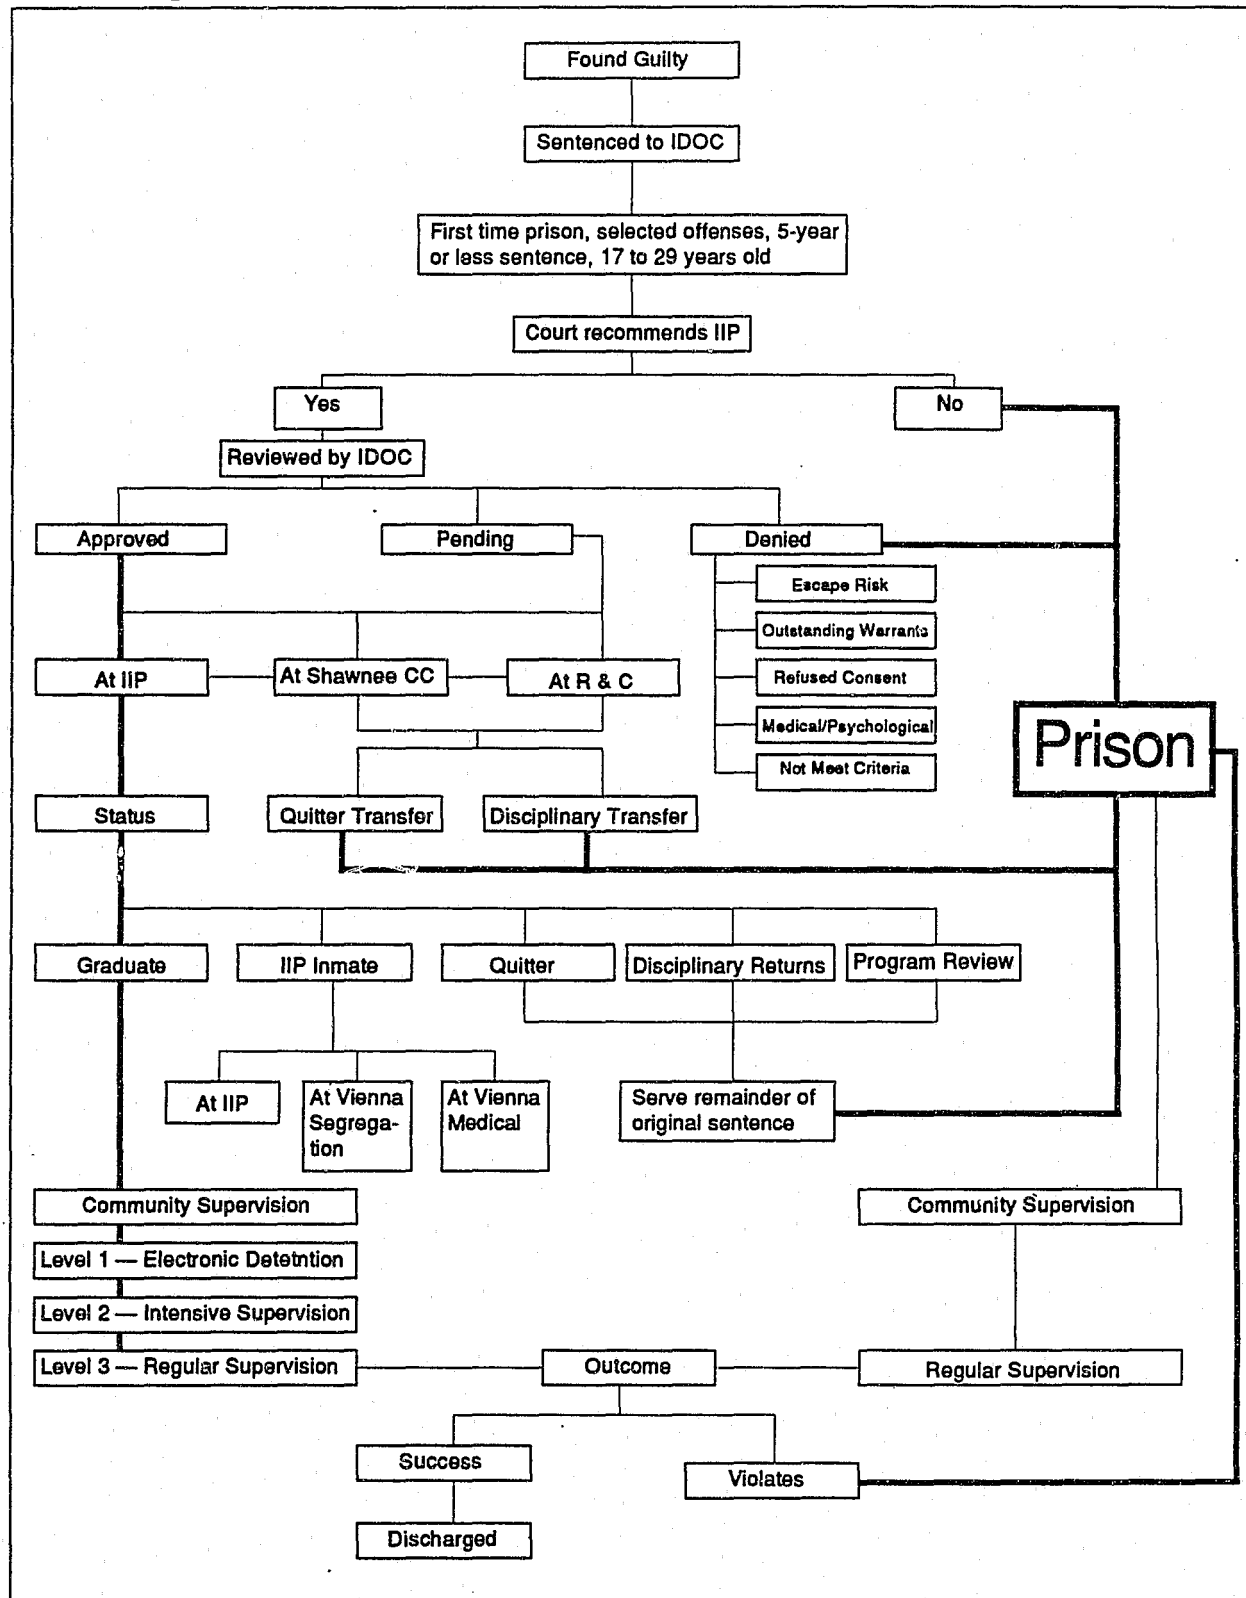 Found Guilty
Sentenced to IDOC
First time prison, selected offenses, 5-year
or less sentence, 17 to 29 years old
Court recommends IIP
Yes
No
Reviewed by IDOC
Approved
Pending
Denied
Escape Risk
Outstanding Warrants
Refused Consent
Medical/Psychological
Not Meet Criteria
At IIP
At Shawnee CC
At R & C
Prison
Status
Quitter Transfer
Disciplinary Transfer
Graduate
IIP Inmate
Quitter
Disciplinary Returns
Program Review
At IIP
At Vienna
Segrega-
tion
At Vienna
Medical
Serve remainder of
original sentence
Community Supervision
Community Supervision
Level 1 — Electronic Detetntion
Level 2 — Intensive Supervision
Level 3 — Regular Supervision
Outcome
Regular Supervision
Success
Violates
Discharged